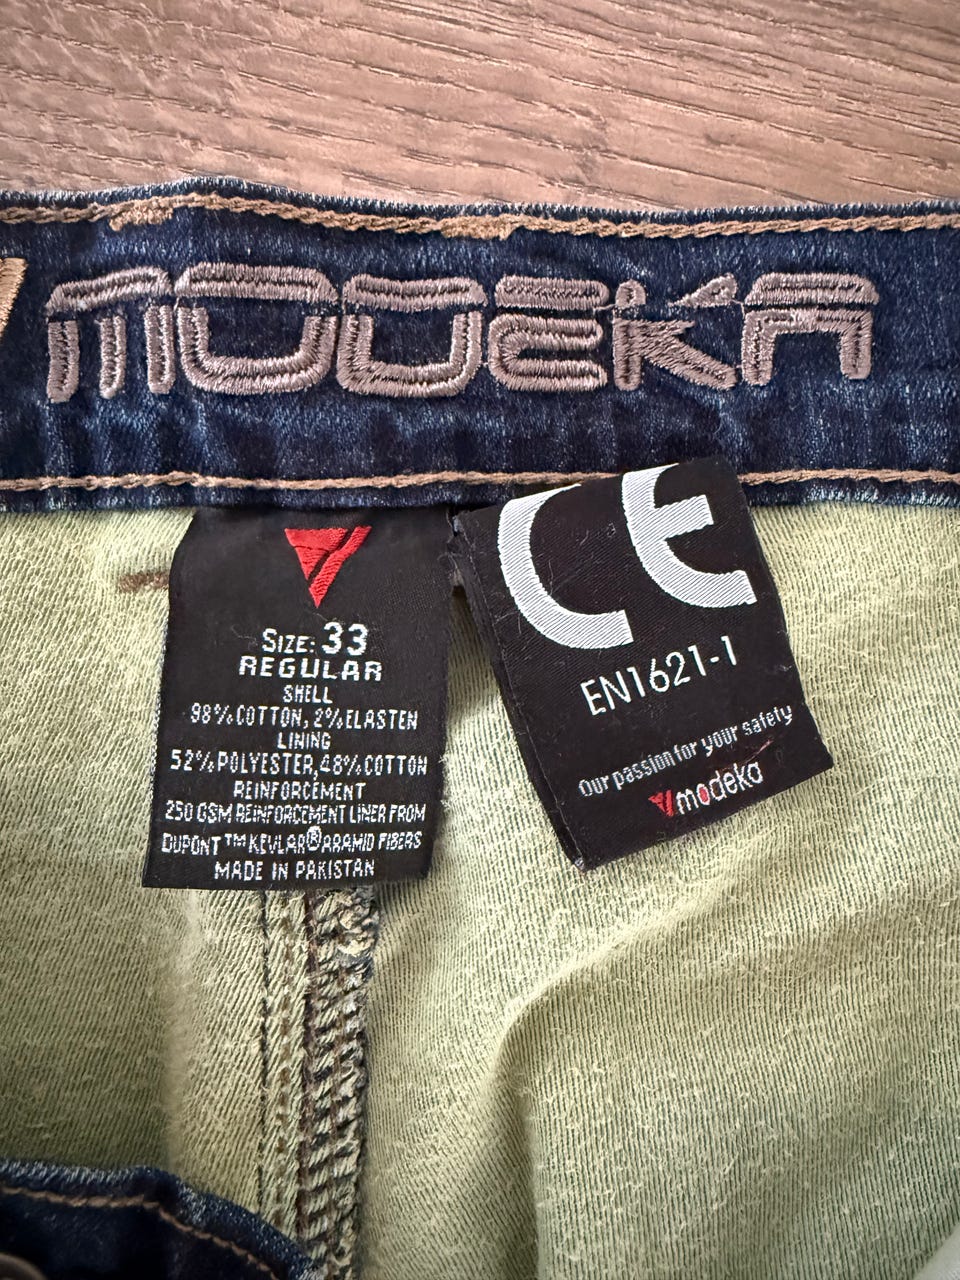 MODEKA
SIZE: 33
REGULAR
SHELL
98% COTTON, 2% ELASTEN
LINING
52% POLYESTER, 48% COTTON
REINFORCEMENT
250 GSM REINFORCEMENT LINER FROM
DUPONT™ KEVLAR® ARAMID FIBERS
MADE IN PAKISTAN
CE
EN1621-1
Our passion for your safety
modeka